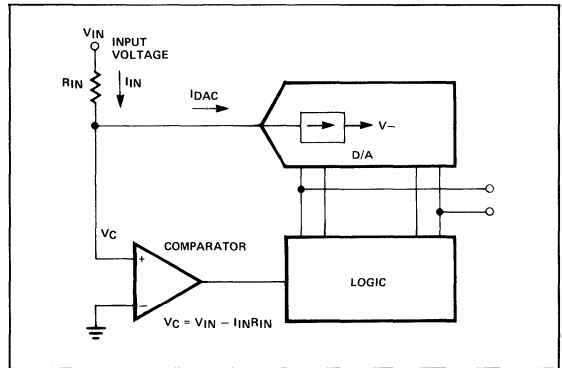 VIN
INPUT
VOLTAGE
RIN
IIN
IDAC
V−
D/A
VC
COMPARATOR
+
−
LOGIC
VC = VIN − IINRIN